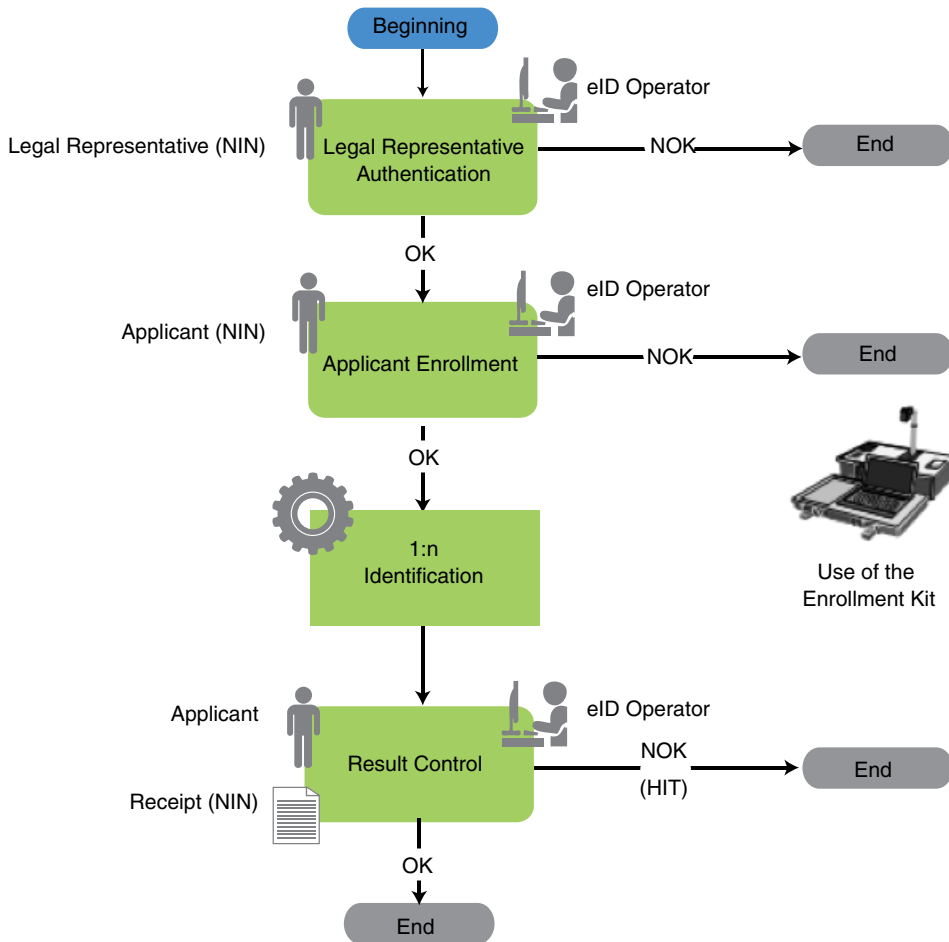 Beginning
eID Operator
Legal Representative (NIN)
Legal Representative
Authentication
NOK
End
OK
eID Operator
Applicant (NIN)
Applicant Enrollment
NOK
End
OK
1:n
Identification
Use of the
Enrollment Kit
Applicant
eID Operator
Result Control
NOK
(HIT)
End
Receipt (NIN)
OK
End